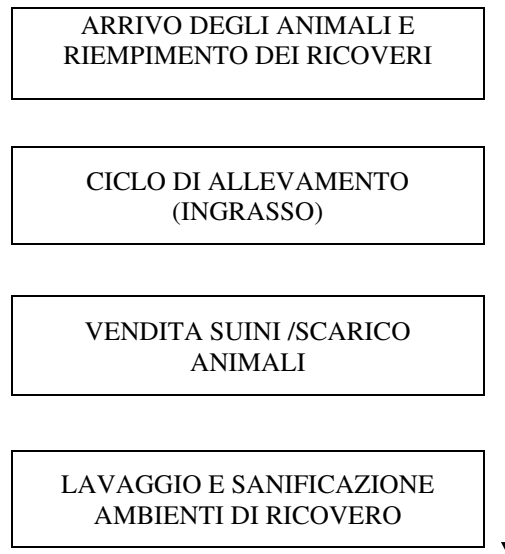 ARRIVO DEGLI ANIMALI E
RIEMPIMENTO DEI RICOVERI
CICLO DI ALLEVAMENTO
(INGRASSO)
VENDITA SUINI /SCARICO
ANIMALI
LAVAGGIO E SANIFICAZIONE
AMBIENTI DI RICOVERO